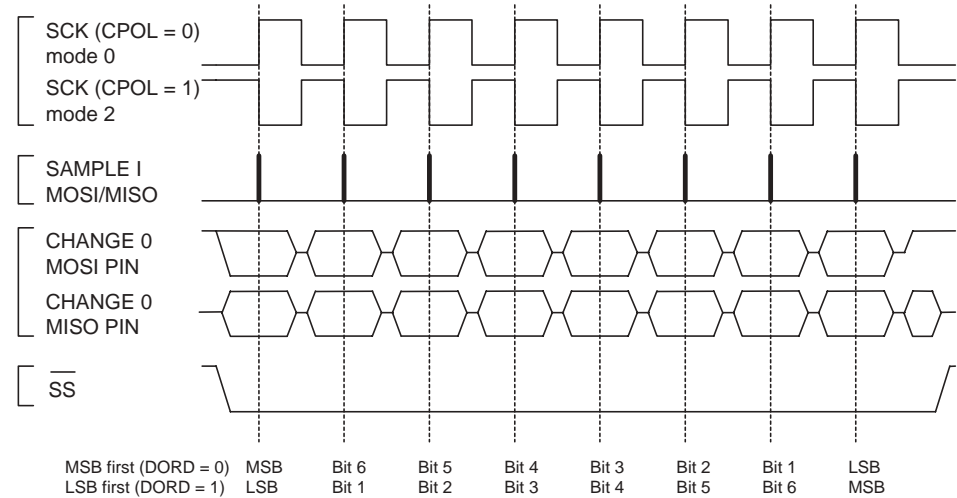 SCK (CPOL = 0)
mode 0
SCK (CPOL = 1)
mode 2
SAMPLE I
MOSI/MISO
CHANGE 0
MOSI PIN
CHANGE 0
MISO PIN
SS
MSB first (DORD = 0) MSB Bit 6 Bit 5 Bit 4 Bit 3 Bit 2 Bit 1 LSB
LSB first (DORD = 1) LSB Bit 1 Bit 2 Bit 3 Bit 4 Bit 5 Bit 6 MSB